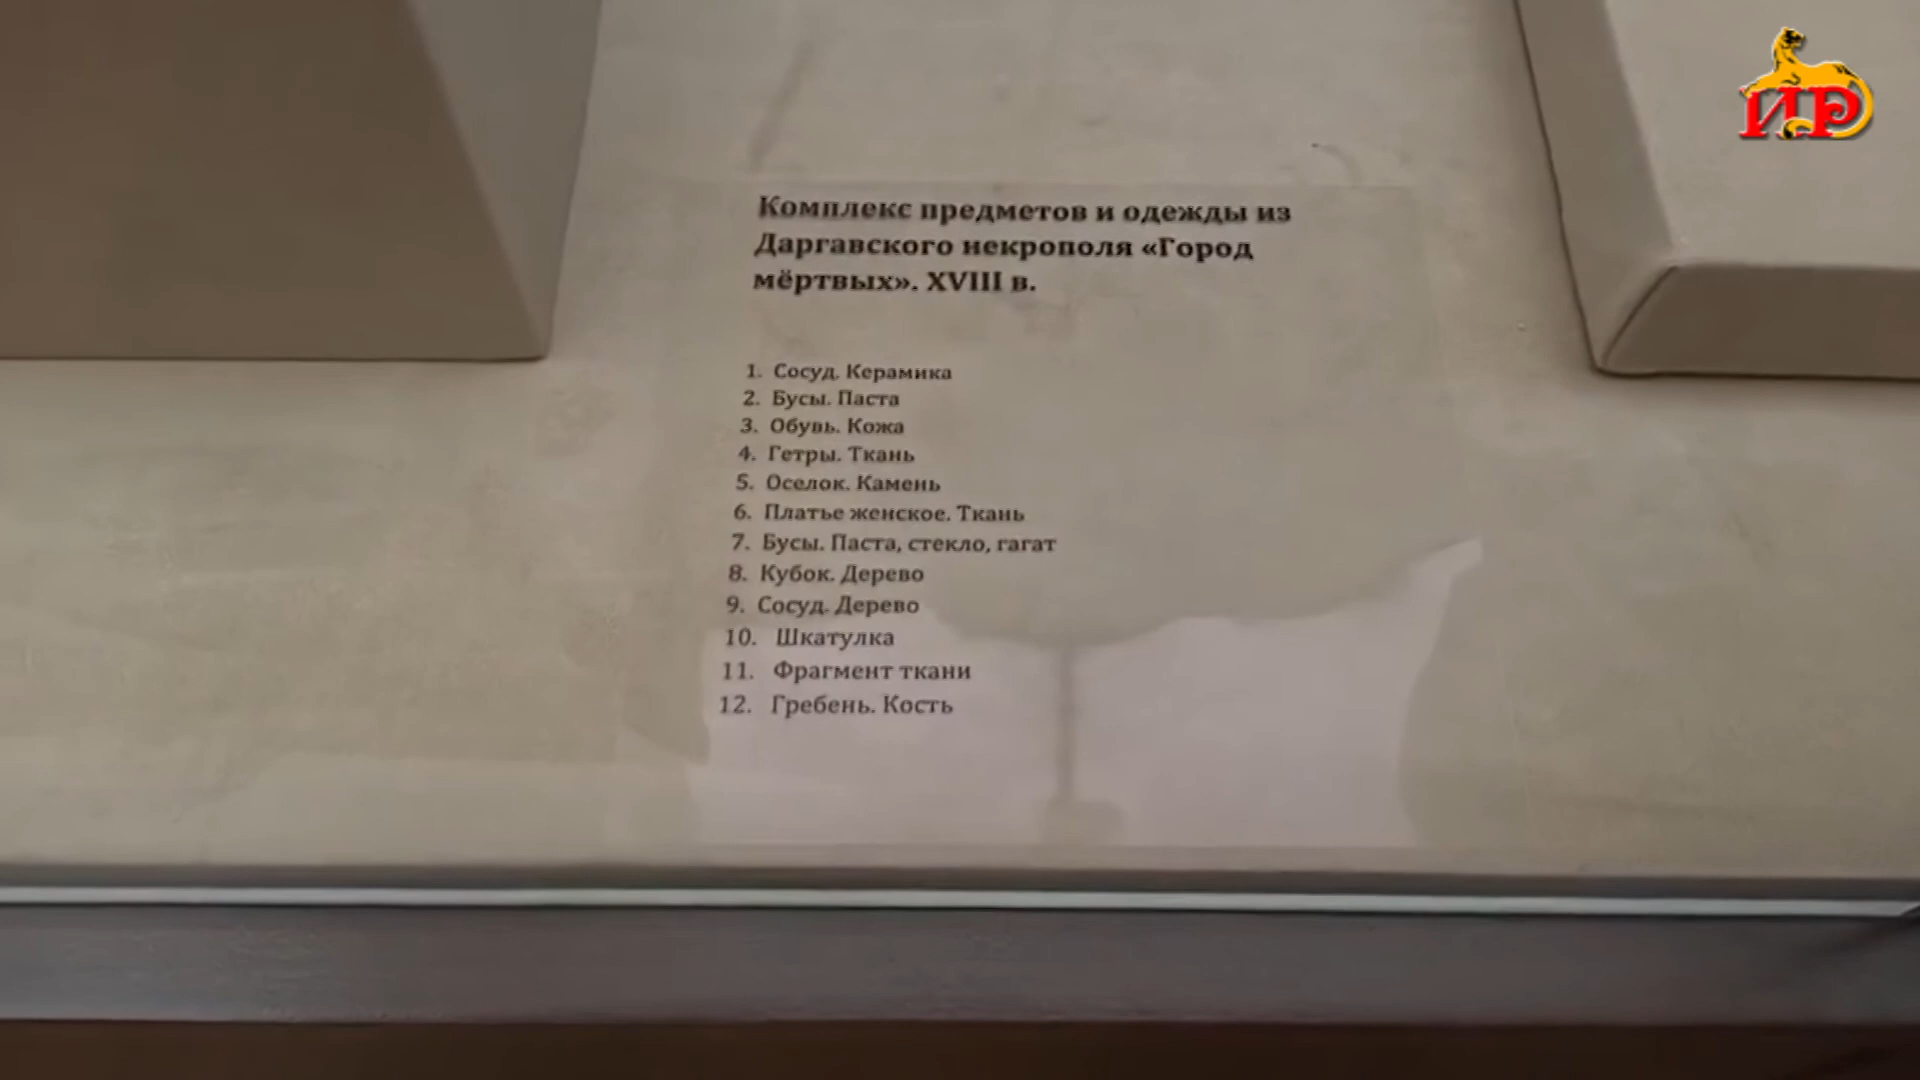 ИР
Комплекс предметов и одежды из
Даргавского некрополя «Город
мёртвых». XVIII в.
1. Сосуд. Керамика
2. Бусы. Паста
3. Обувь. Кожа
4. Гетры. Ткань
5. Оселок. Камень
6. Платье женское. Ткань
7. Бусы. Паста, стекло, гагат
8. Кубок. Дерево
9. Сосуд. Дерево
10. Шкатулка
11. Фрагмент ткани
12. Гребень. Кость